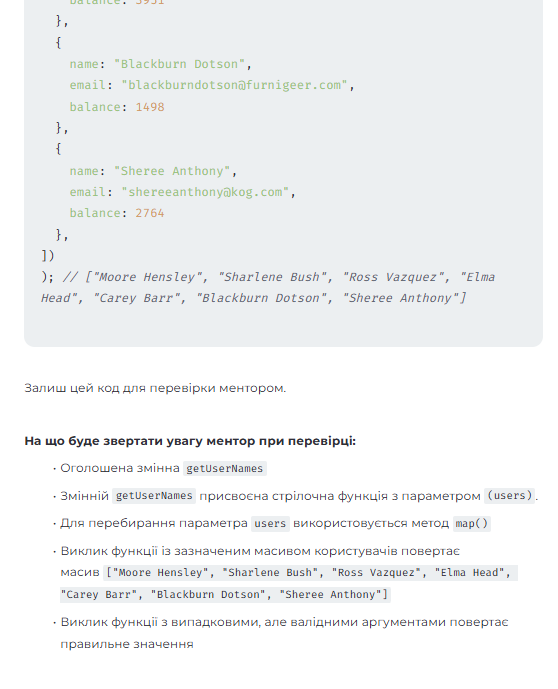 balance: 3951
},
{
name: "Blackburn Dotson",
email: "blackburndotson@furnigeer.com",
balance: 1498
},
{
name: "Sheree Anthony",
email: "shereeanthony@kog.com",
balance: 2764
},
])
); // ["Moore Hensley", "Sharlene Bush", "Ross Vazquez", "Elma
Head", "Carey Barr", "Blackburn Dotson", "Sheree Anthony"]
Залиш цей код для перевірки ментором.
На що буде звертати увагу ментор при перевірці:
• Оголошена змінна getUserNames
• Змінній getUserNames присвоєна стрілочна функція з параметром (users).
• Для перебирання параметра users використовується метод map()
• Виклик функції із зазначеним масивом користувачів повертає
масив ["Moore Hensley", "Sharlene Bush", "Ross Vazquez", "Elma Head",
"Carey Barr", "Blackburn Dotson", "Sheree Anthony"]
• Виклик функції з випадковими, але валідними аргументами повертає
правильне значення